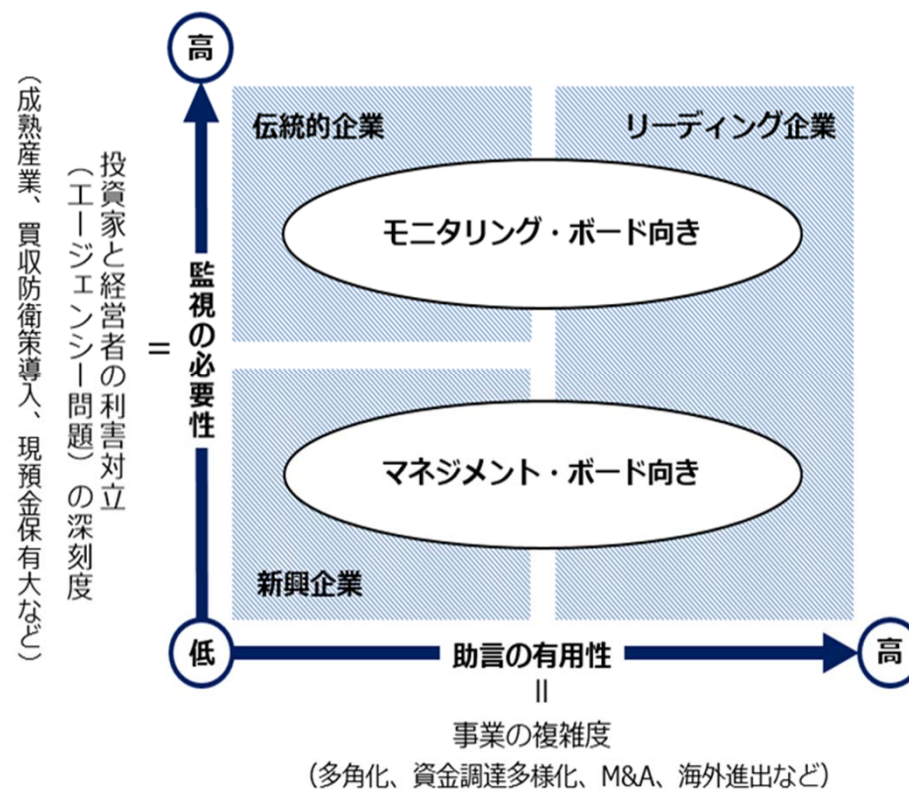 高
伝統的企業
リーディング企業
モニタリング・ボード向き
監視の必要性
＝
投資家と経営者の利害対立
（エージェンシー問題）の深刻度
（成熟産業、買収防衛策導入、現預金保有大など）
マネジメント・ボード向き
新興企業
低
助言の有用性
高
＝
事業の複雑度
（多角化、資金調達多様化、M&A、海外進出など）